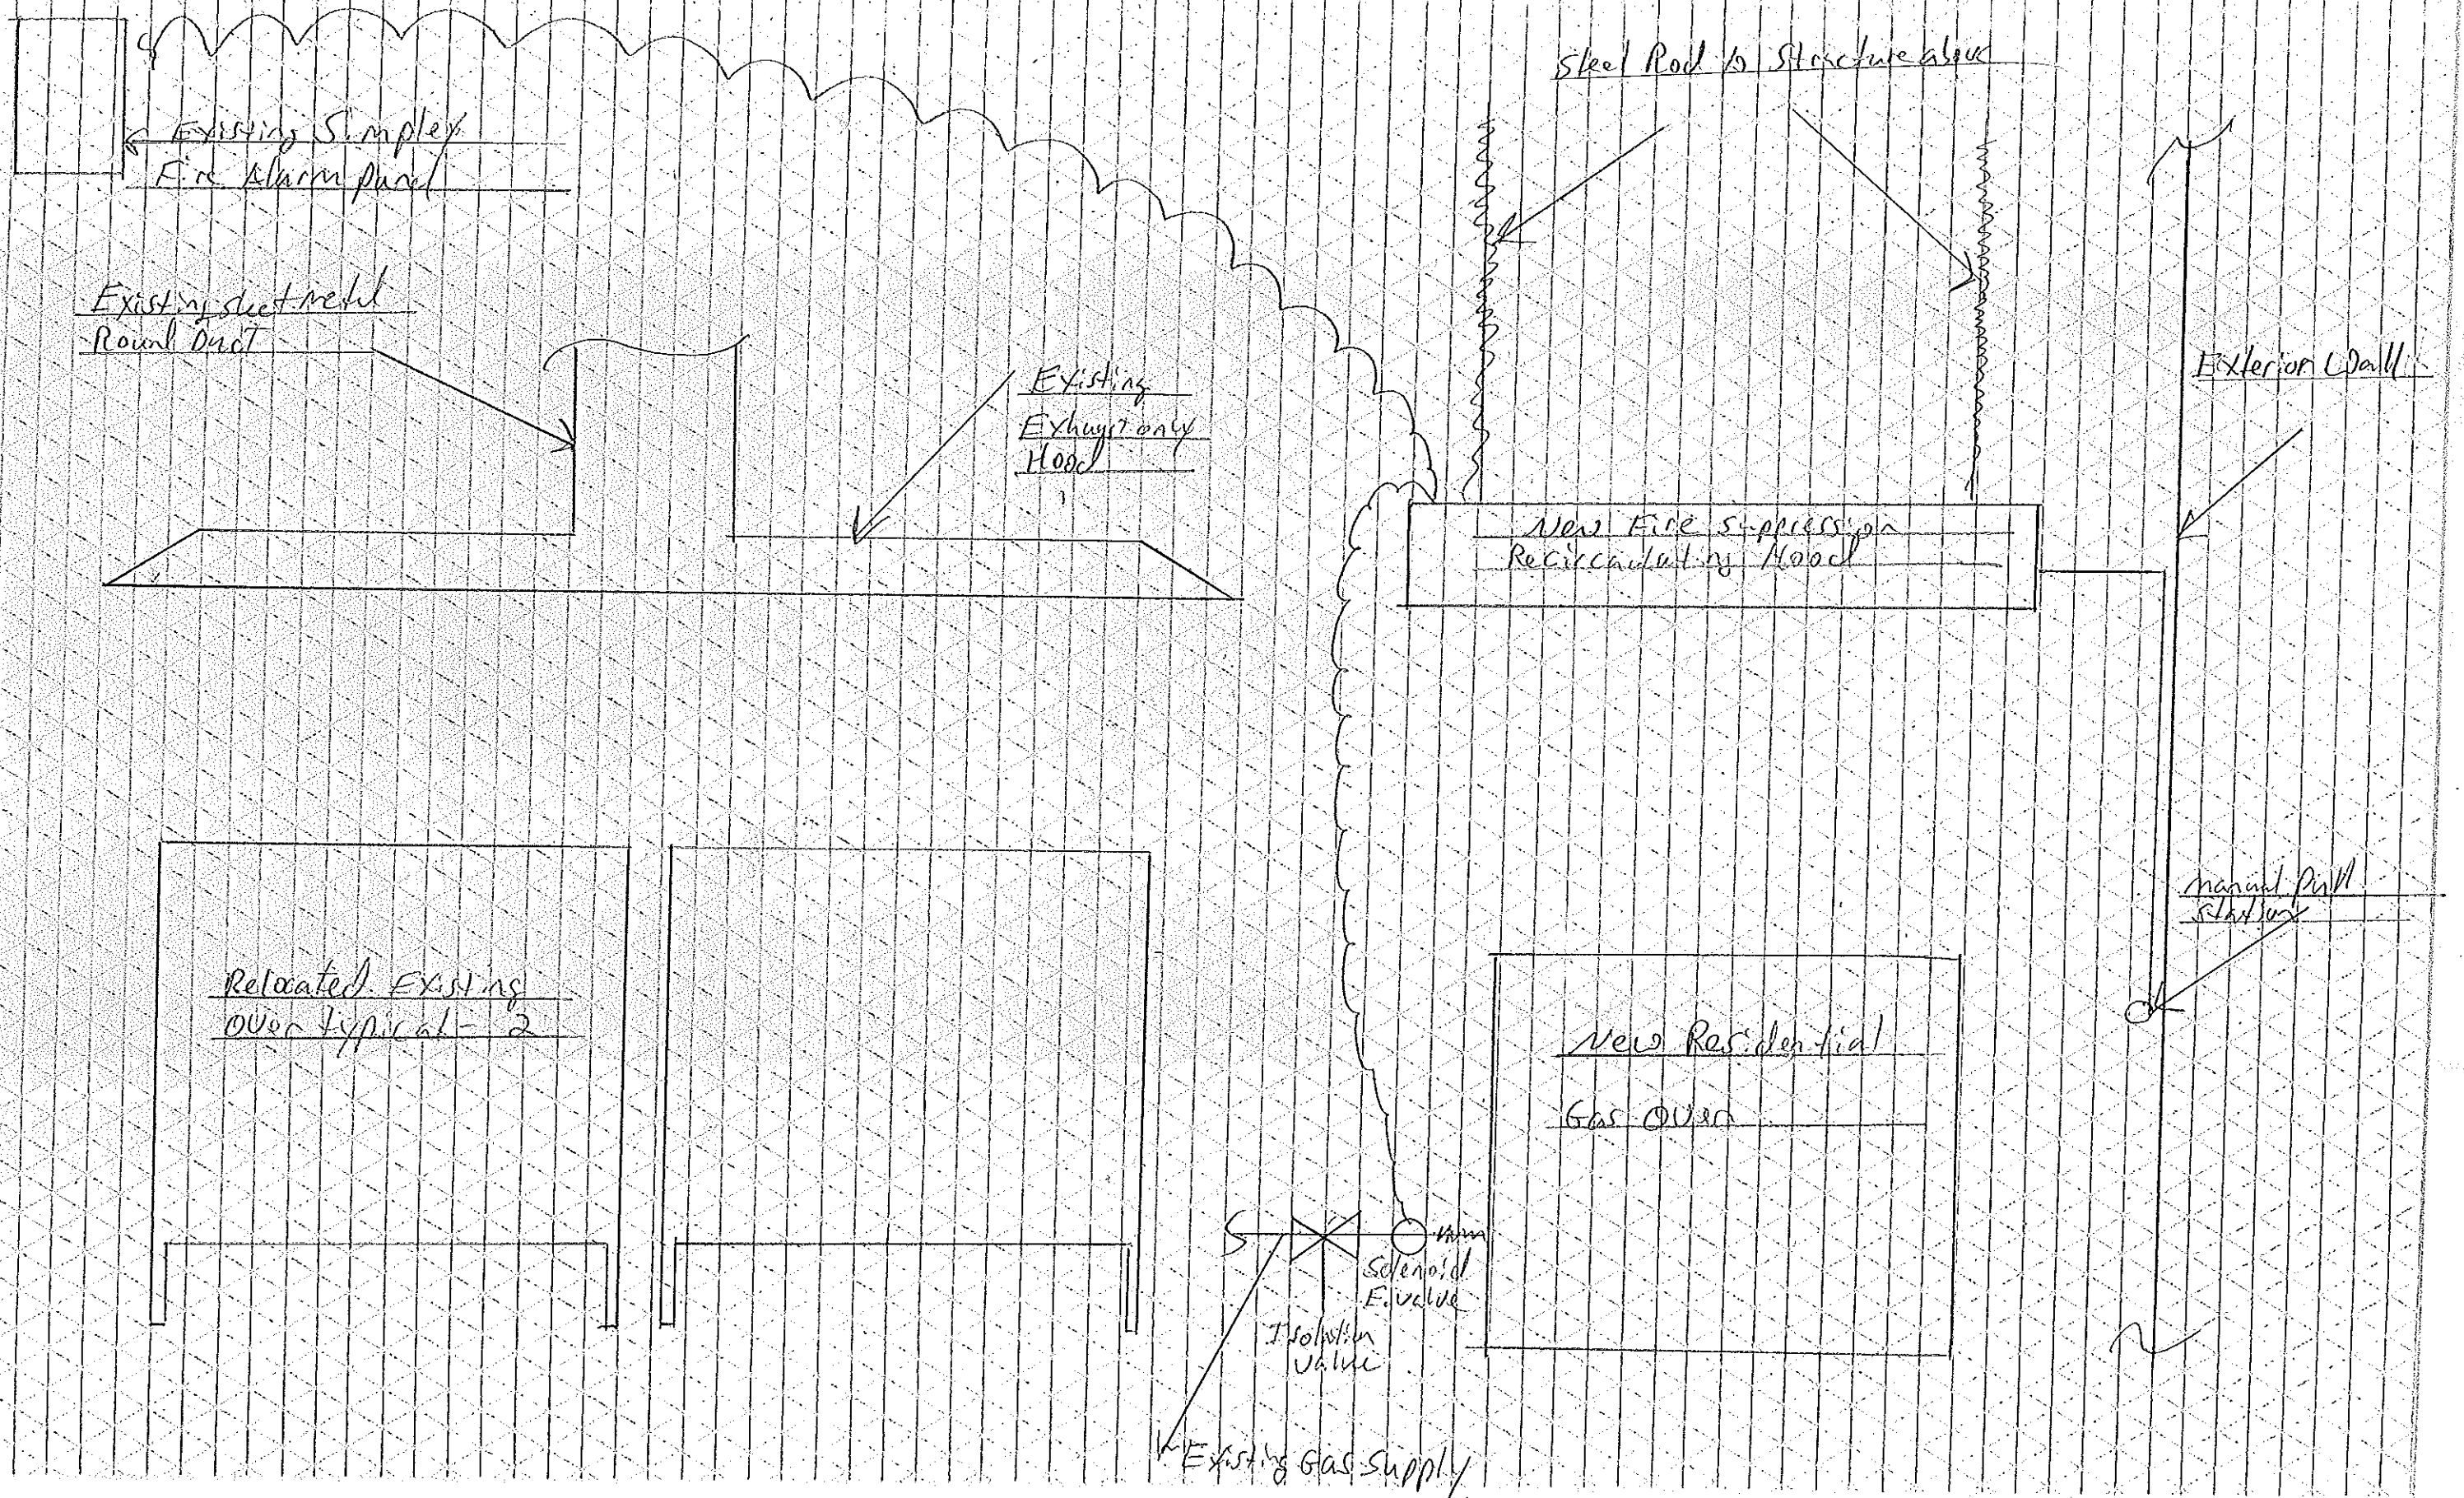 Steel Rod to Structure above
Existing Simplex
Fire Alarm panel
Existing sheet metal
Round Duct
Existing
Exhaust only
Hood
Exterior Wall
New Fire Suppression
Recirculating Hood
manual pull
station
Relocated Existing
Oven typical - 2
New Residential
Gas Oven
Solenoid
E. valve
Isolation
valve
Existing Gas Supply